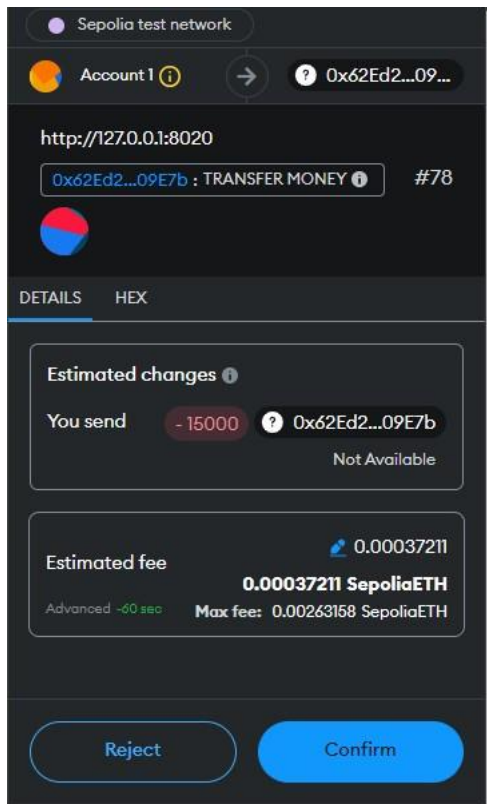 Sepolia test network
Account 1 0x62Ed2...09...
http://127.0.0.1:8020
0x62Ed2...09E7b : TRANSFER MONEY #78
DETAILS HEX
Estimated changes
You send - 15000 0x62Ed2...09E7b
Not Available
0.00037211
Estimated fee
0.00037211 SepoliaETH
Advanced ~60 sec Max fee: 0.00263158 SepoliaETH
Reject Confirm